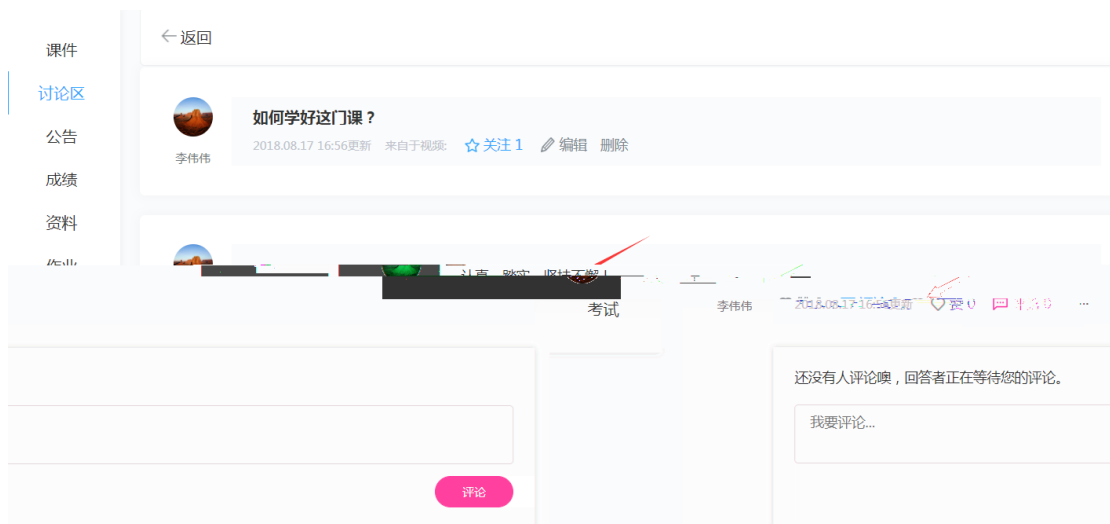 课件
返回
讨论区
公告
成绩
资料
如何学好这门课？
2018.08.17 16:56更新 来自于视频: 关注 1 编辑 删除
李伟伟
考试
李伟伟
还没有人评论噢，回答者正在等待您的评论。
我要评论...
评论